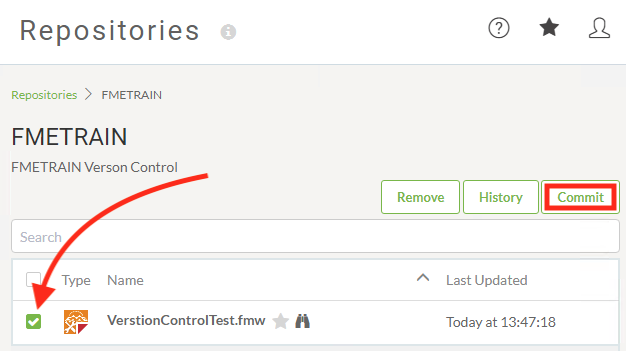 Repositories
Repositories > FMETRAIN
FMETRAIN
FMETRAIN Verson Control
Remove History Commit
Search
Type Name Last Updated
VerstionControlTest.fmw Today at 13:47:18